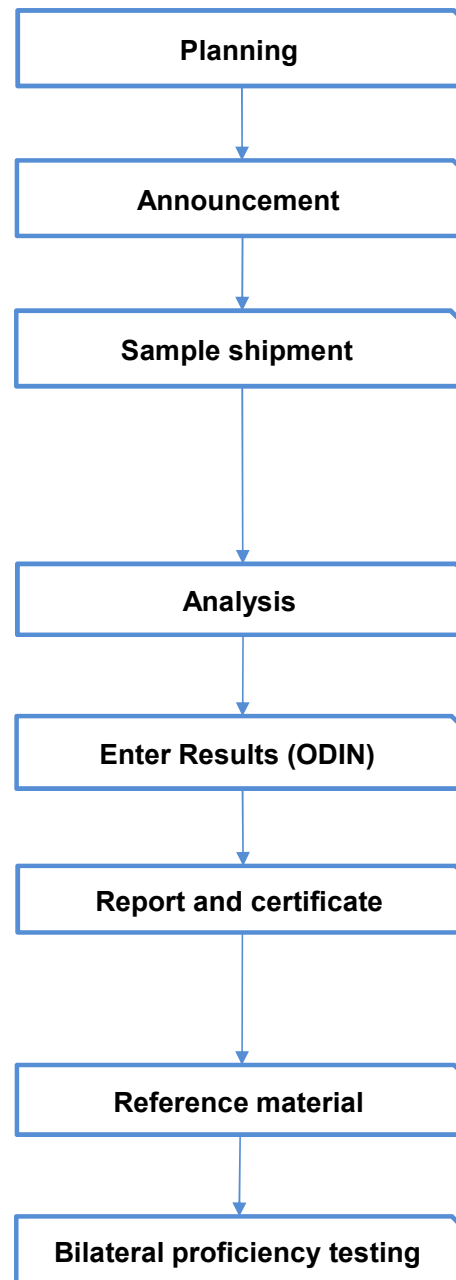 Planning
Announcement
Sample shipment
Analysis
Enter Results (ODIN)
Report and certificate
Reference material
Bilateral proficiency testing